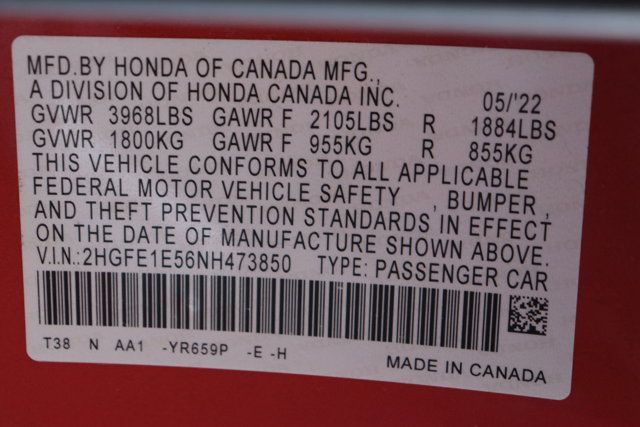 MFD.BY HONDA OF CANADA MFG.,
A DIVISION OF HONDA CANADA INC. 05/'22
GVWR 3968LBS GAWR F 2105LBS R 1884LBS
GVWR 1800KG GAWR F 955KG R 855KG
THIS VEHICLE CONFORMS TO ALL APPLICABLE
FEDERAL MOTOR VEHICLE SAFETY , BUMPER ,
AND THEFT PREVENTION STANDARDS IN EFFECT
ON THE DATE OF MANUFACTURE SHOWN ABOVE.
V.I.N.:2HGFE1E56NH473850 TYPE: PASSENGER CAR
T38 N AA1 -YR659P -E -H
MADE IN CANADA